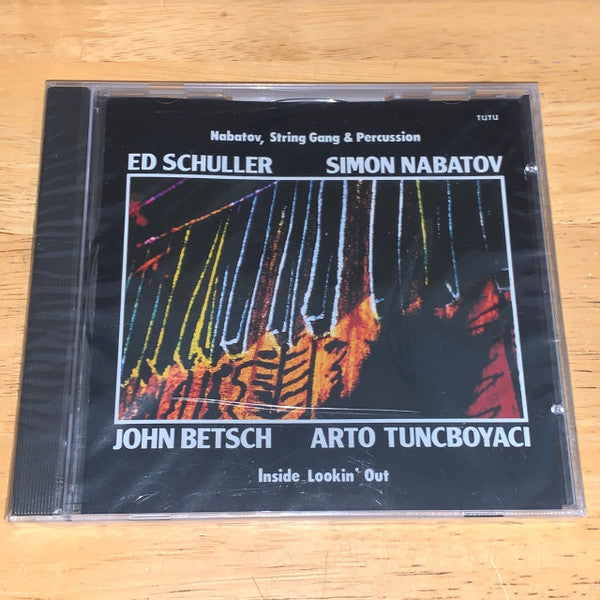 TUTU
Nabatov, String Gang & Percussion
ED SCHULLER SIMON NABATOV
JOHN BETSCH ARTO TUNCBOYACI
Inside Lookin' Out